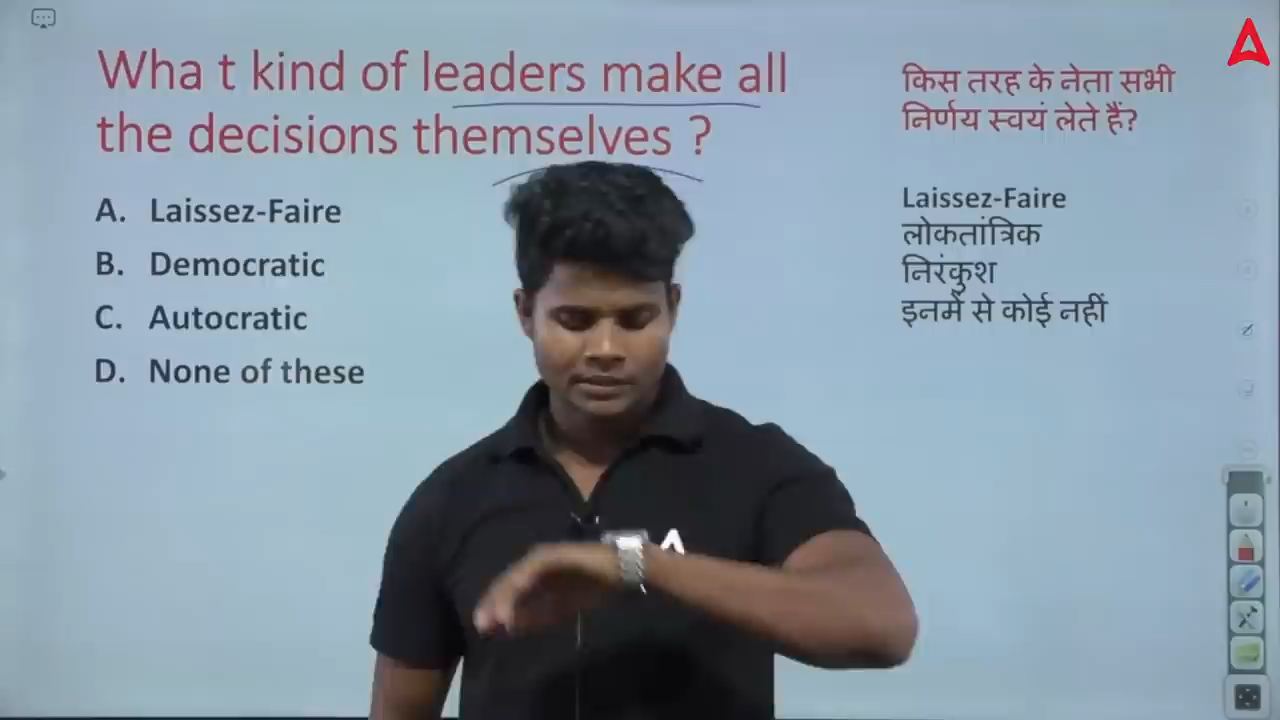 Wha t kind of leaders make all
the decisions themselves ?
A. Laissez-Faire
B. Democratic
C. Autocratic
D. None of these
किस तरह के नेता सभी
निर्णय स्वयं लेते हैं?
Laissez-Faire
लोकतांत्रिक
निरंकुश
इनमें से कोई नहीं